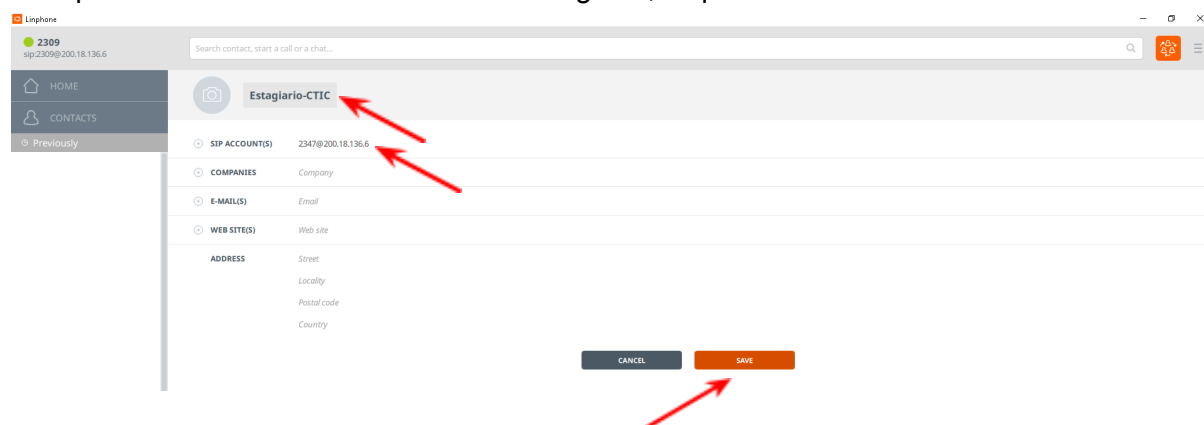 Linphone
2309
sip:2309@200.18.136.6
Search contact, start a call or a chat...
HOME
CONTACTS
Previously
Estagiario-CTIC
SIP ACCOUNT(S) 2347@200.18.136.6
COMPANIES Company
E-MAIL(S) Email
WEB SITE(S) Web site
ADDRESS Street
Locality
Postal code
Country
CANCEL SAVE